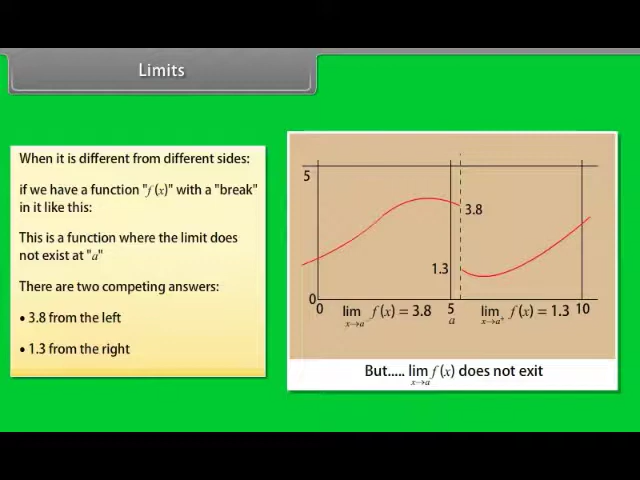 Limits
When it is different from different sides:
if we have a function "f (x)" with a "break"
in it like this:
This is a function where the limit does
not exist at "a"
There are two competing answers:
• 3.8 from the left
• 1.3 from the right
5
3.8
1.3
0
0 lim x→a f (x) = 3.8 5 a lim x→a⁺ f (x) = 1.3 10
But..... lim x→a f (x) does not exit